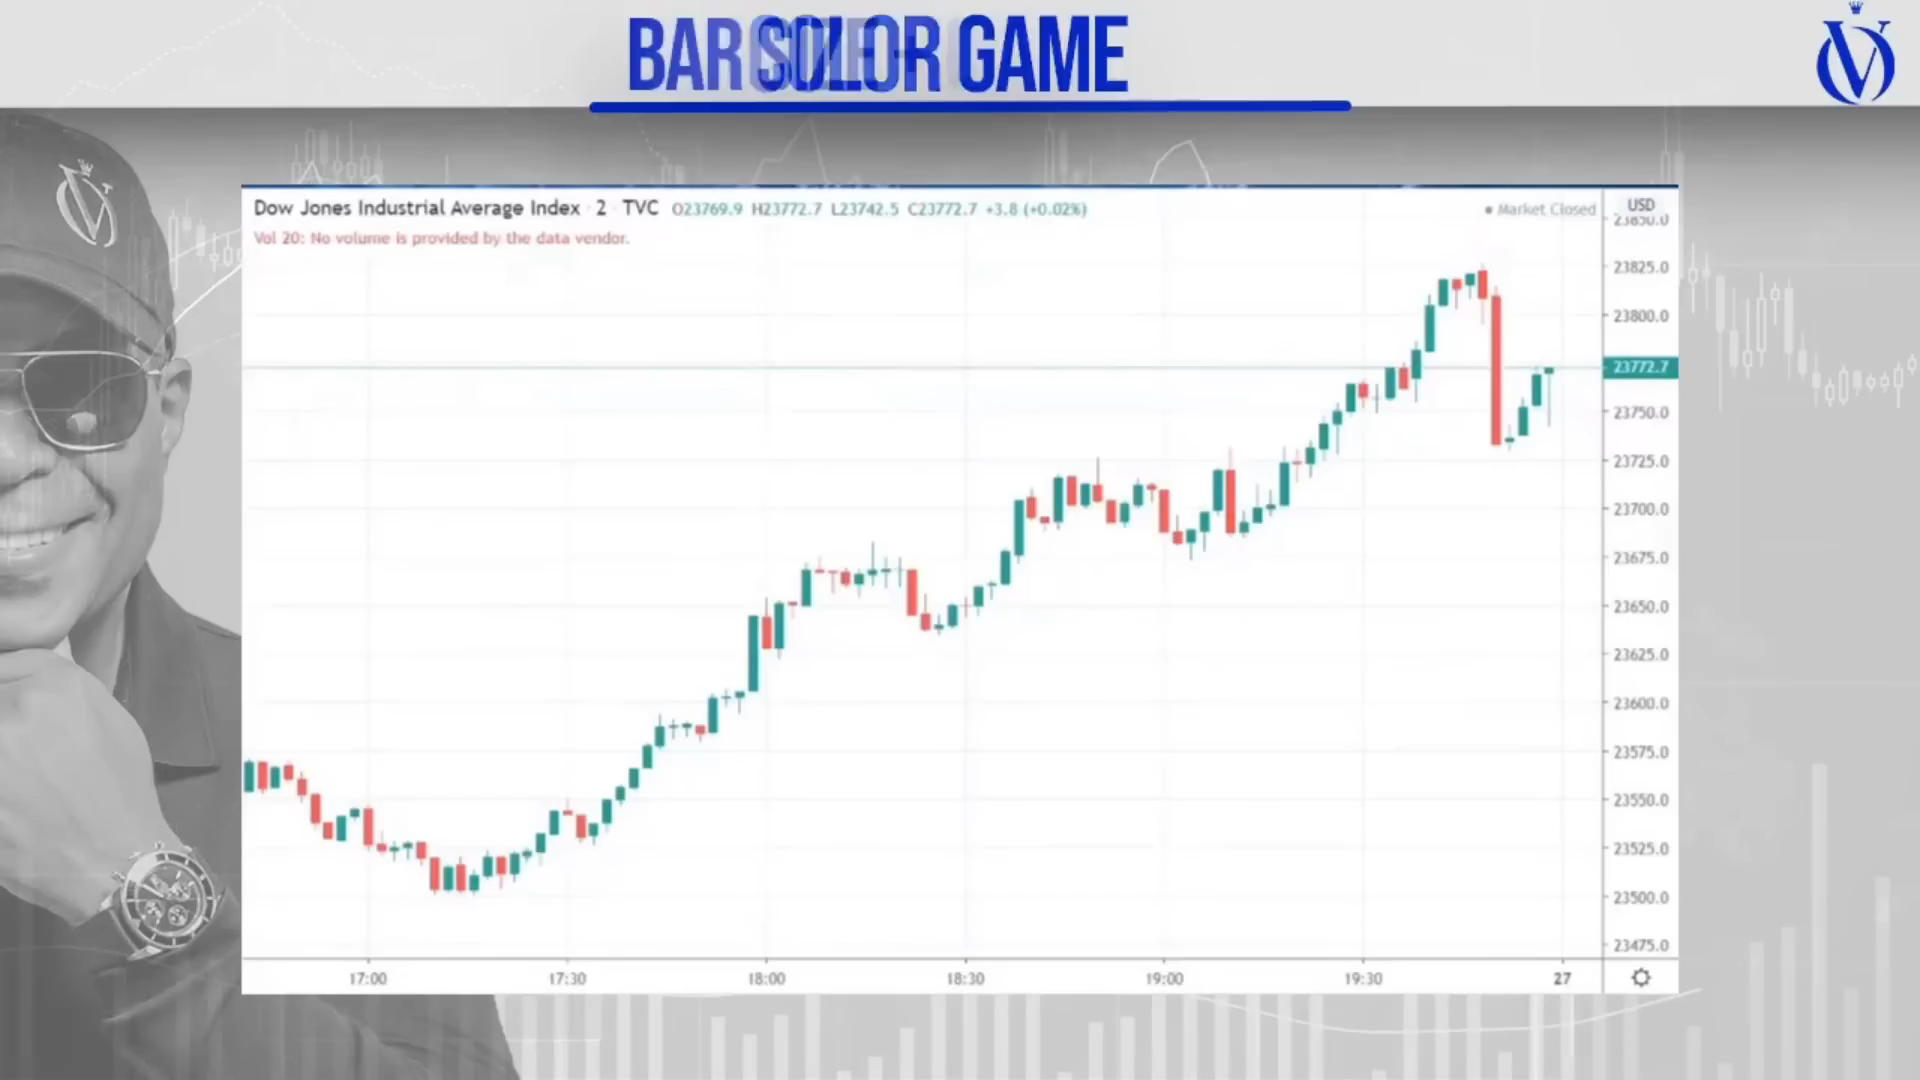 BAR COLOR GAME
Dow Jones Industrial Average Index · 2 · TVC O23769.9 H23772.7 L23742.5 C23772.7 +3.8 (+0.02%)
Market Closed
USD
Vol 20: No volume is provided by the data vendor.
23850.0
23825.0
23800.0
23772.7
23750.0
23725.0
23700.0
23675.0
23650.0
23625.0
23600.0
23575.0
23550.0
23525.0
23500.0
23475.0
17:00 17:30 18:00 18:30 19:00 19:30 27